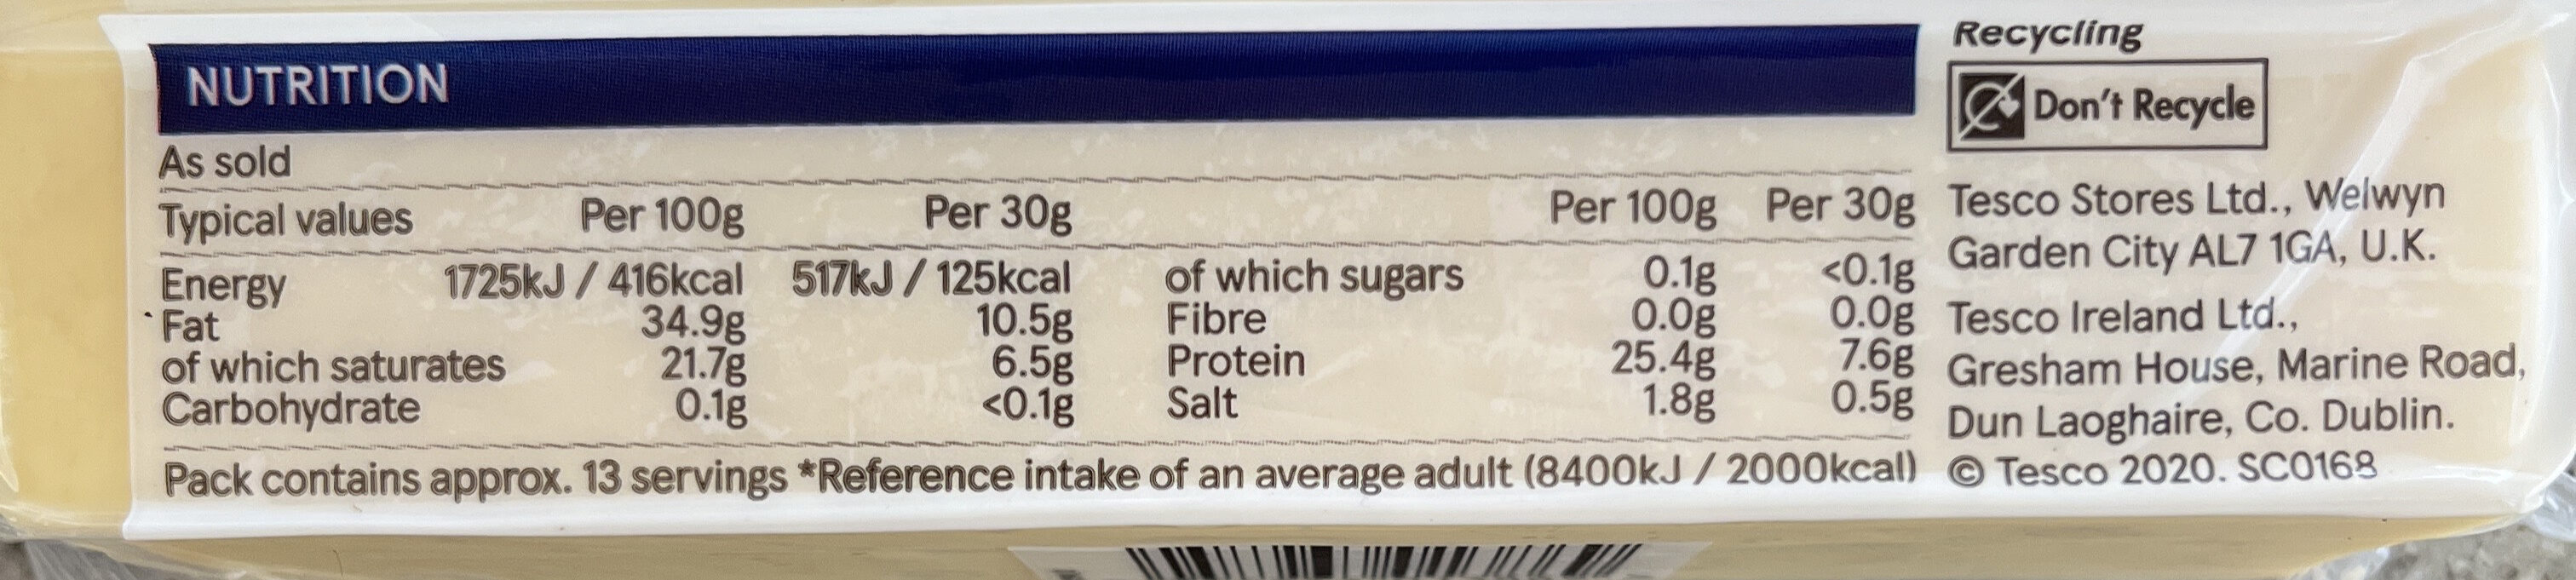 NUTRITION
As sold
Typical values Per 100g Per 30g Per 100g Per 30g
Energy 1725kJ / 416kcal 517kJ / 125kcal of which sugars 0.1g <0.1g
Fat 34.9g 10.5g Fibre 0.0g 0.0g
of which saturates 21.7g 6.5g Protein 25.4g 7.6g
Carbohydrate 0.1g <0.1g Salt 1.8g 0.5g
Pack contains approx. 13 servings *Reference intake of an average adult (8400kJ / 2000kcal)
Recycling
Don't Recycle
Tesco Stores Ltd., Welwyn
Garden City AL7 1GA, U.K.
Tesco Ireland Ltd.,
Gresham House, Marine Road,
Dun Laoghaire, Co. Dublin.
© Tesco 2020. SC0168